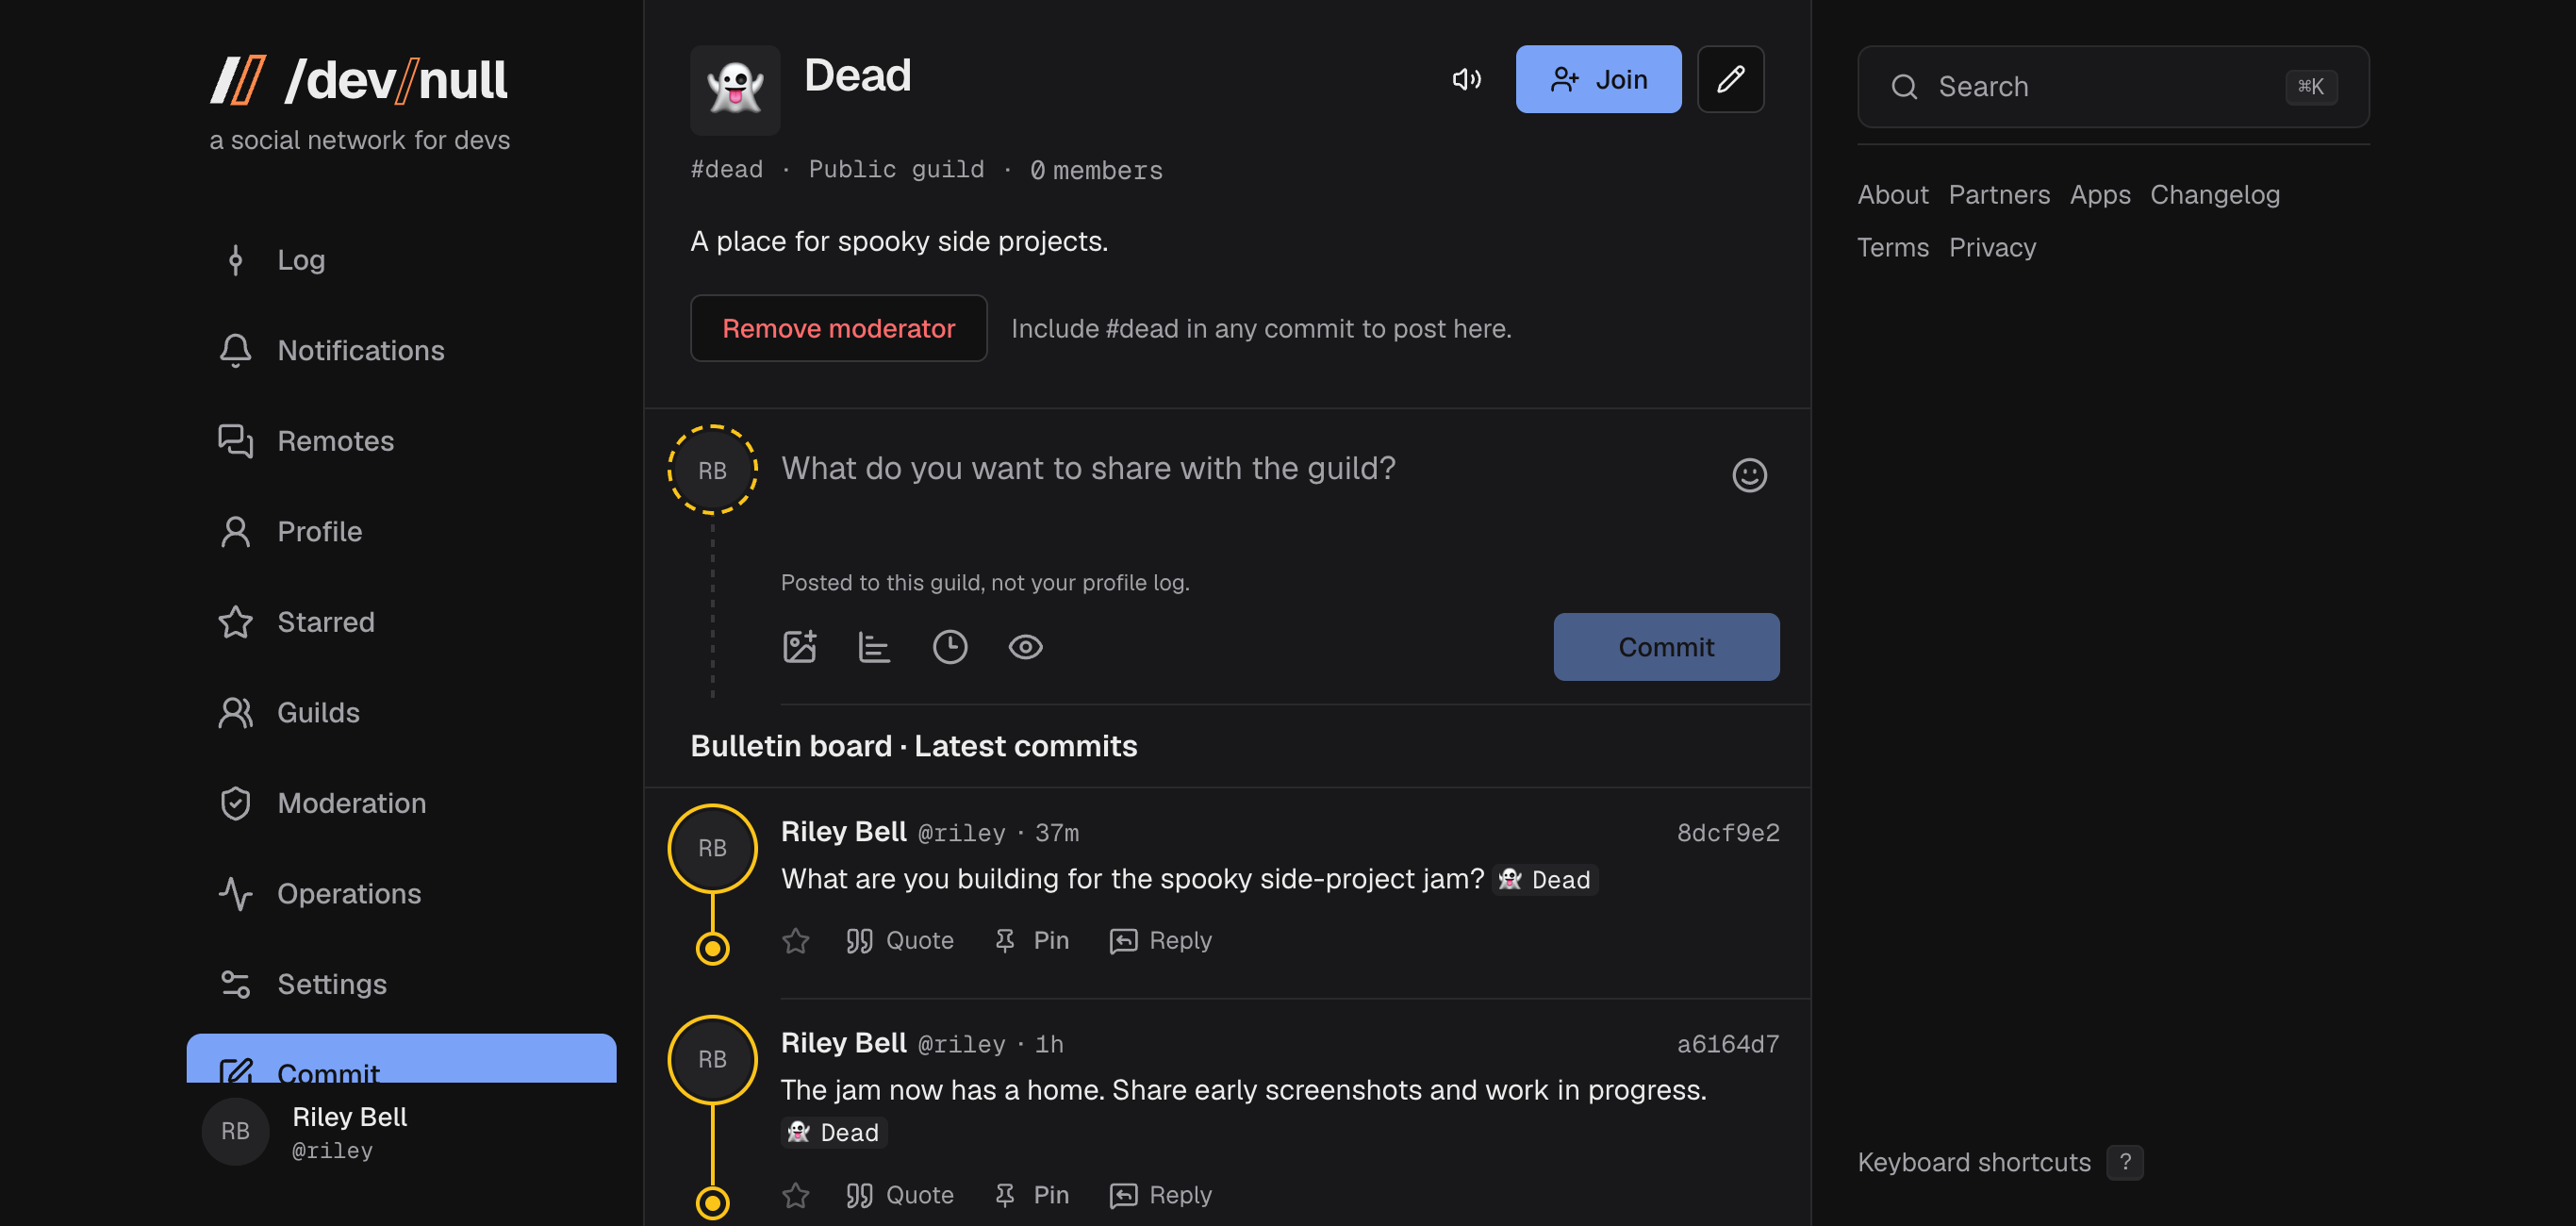 /dev//null
a social network for devs
Log
Notifications
Remotes
Profile
Starred
Guilds
Moderation
Operations
Settings
Commit
RB
Riley Bell
@riley
Dead
Join
#dead · Public guild · 0 members
A place for spooky side projects.
Remove moderator
Include #dead in any commit to post here.
RB
What do you want to share with the guild?
Posted to this guild, not your profile log.
Commit
Bulletin board · Latest commits
RB
Riley Bell @riley · 37m
8dcf9e2
What are you building for the spooky side-project jam? 👻 Dead
Quote
Pin
Reply
RB
Riley Bell @riley · 1h
a6164d7
The jam now has a home. Share early screenshots and work in progress.
👻 Dead
Quote
Pin
Reply
Search
⌘K
About Partners Apps Changelog
Terms Privacy
Keyboard shortcuts ?